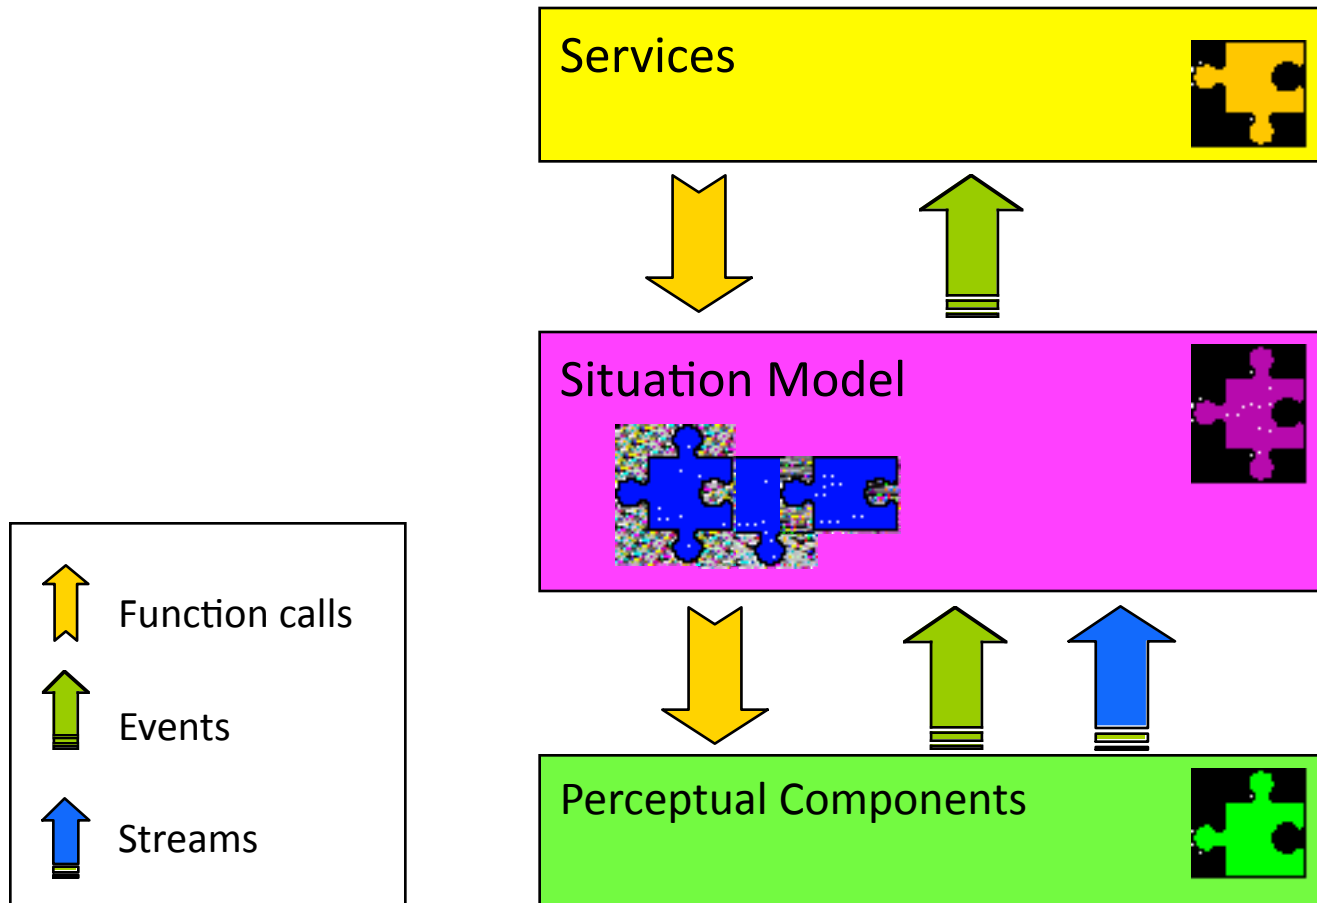 Services
Situation Model
Function calls
Events
Streams
Perceptual Components